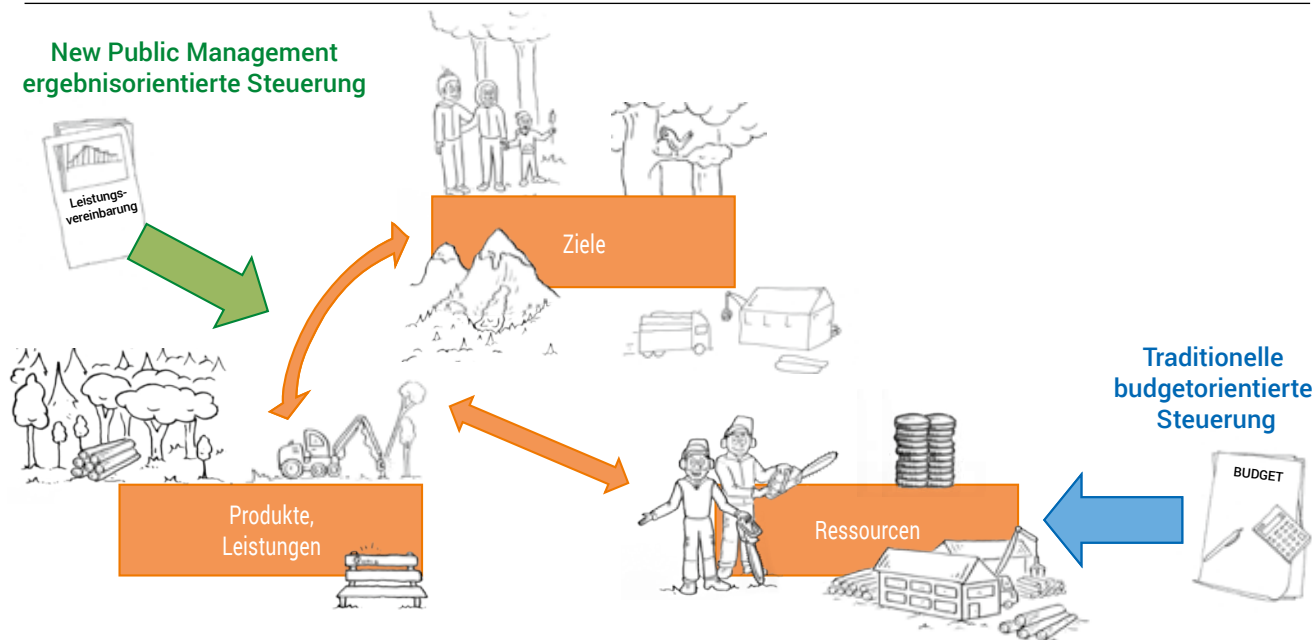 New Public Management
ergebnisorientierte Steuerung
Leistungs-
vereinbarung
Ziele
Traditionelle
budgetorientierte
Steuerung
BUDGET
Produkte,
Leistungen
Ressourcen